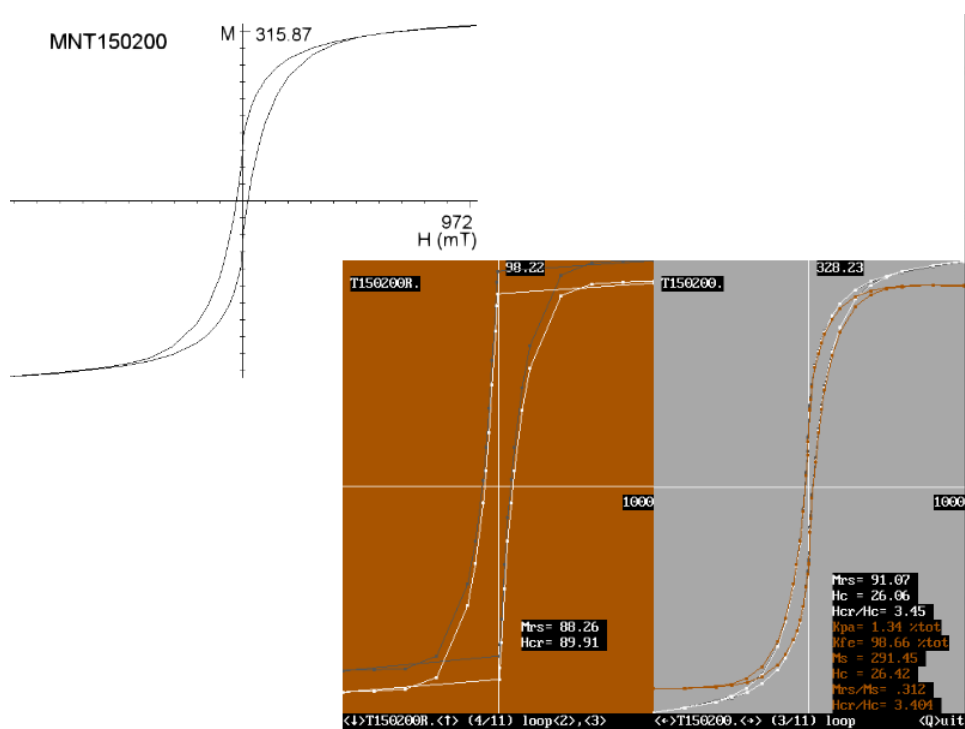 MNT150200
M
315.87
972
H (mT)
T150200R.
98.22
1000
Mrs= 88.26
Hcr= 89.91
<↓>T150200R.<↑> (4/11) loop<2>,<3>
T150200.
328.23
1000
Mrs= 91.07
Hc = 26.06
Hcr/Hc= 3.45
Kpa= 1.34 %tot
Kfe= 98.66 %tot
Ms = 291.45
Hc = 26.42
Mrs/Ms= .312
Hcr/Hc= 3.404
<←>T150200.<→> (3/11) loop <Q>uit